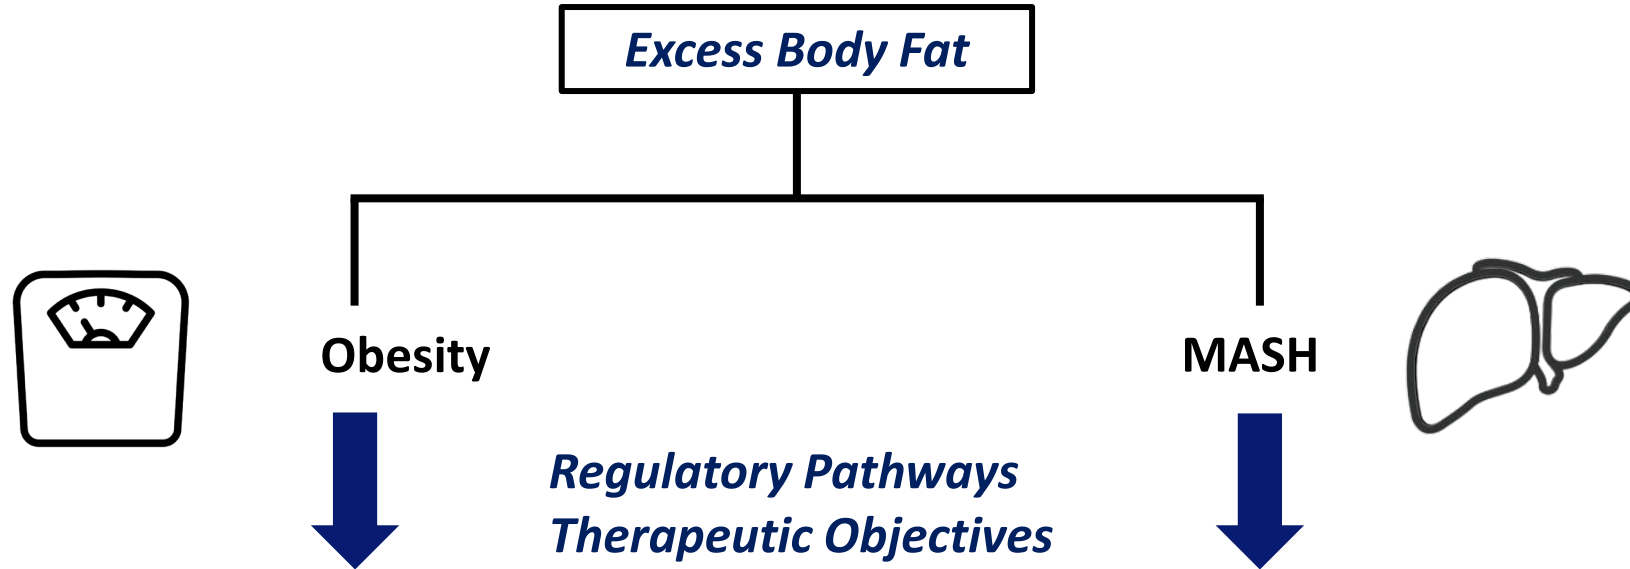 Excess Body Fat
Obesity
MASH
Regulatory Pathways
Therapeutic Objectives